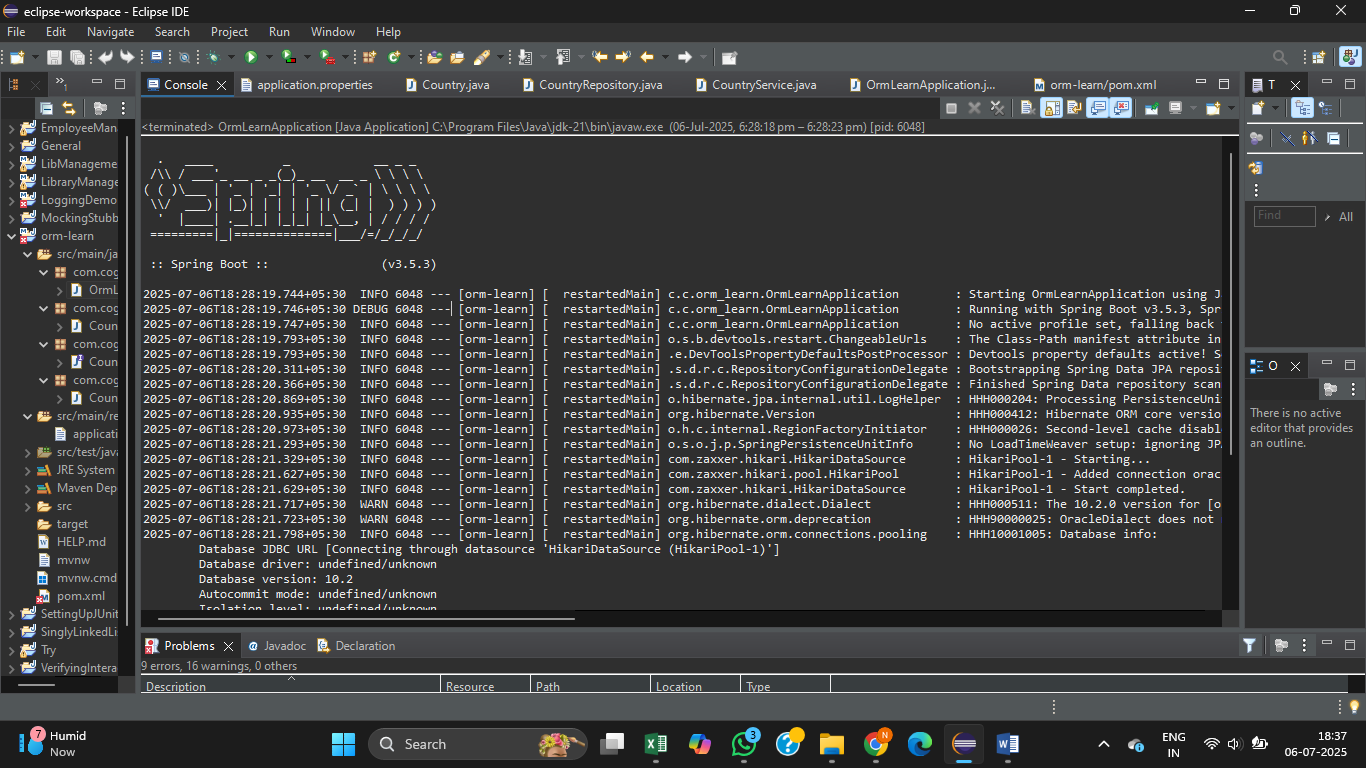 eclipse-workspace - Eclipse IDE
File Edit Navigate Search Project Run Window Help
Console application.properties Country.java CountryRepository.java CountryService.java OrmLearnApplication.j... orm-learn/pom.xml T
<terminated> OrmLearnApplication [Java Application] C:\Program Files\Java\jdk-21\bin\javaw.exe (06-Jul-2025, 6:28:18 pm – 6:28:23 pm) [pid: 6048]
EmployeeMan
General
LibManageme
LibraryManage
LoggingDemo
MockingStubb
orm-learn
src/main/ja
com.cog
OrmL
com.cog
Coun
com.cog
Coun
com.cog
Coun
src/main/re
applicati
src/test/java
JRE System
Maven Dep
src
target
HELP.md
mvnw
mvnw.cmd
pom.xml
SettingUpJUnit
SinglyLinkedLi
Try
VerifyingIntera
Spring
:: Spring Boot :: (v3.5.3)
2025-07-06T18:28:19.744+05:30 INFO 6048 --- [orm-learn] [ restartedMain] c.c.orm_learn.OrmLearnApplication : Starting OrmLearnApplication using J
2025-07-06T18:28:19.746+05:30 DEBUG 6048 --- [orm-learn] [ restartedMain] c.c.orm_learn.OrmLearnApplication : Running with Spring Boot v3.5.3, Spr
2025-07-06T18:28:19.747+05:30 INFO 6048 --- [orm-learn] [ restartedMain] c.c.orm_learn.OrmLearnApplication : No active profile set, falling back
2025-07-06T18:28:19.793+05:30 INFO 6048 --- [orm-learn] [ restartedMain] o.s.b.devtools.restart.ChangeableUrls : The Class-Path manifest attribute in
2025-07-06T18:28:19.793+05:30 INFO 6048 --- [orm-learn] [ restartedMain] .e.DevToolsPropertyDefaultsPostProcessor : Devtools property defaults active! S
2025-07-06T18:28:20.311+05:30 INFO 6048 --- [orm-learn] [ restartedMain] .s.d.r.c.RepositoryConfigurationDelegate : Bootstrapping Spring Data JPA reposi
2025-07-06T18:28:20.366+05:30 INFO 6048 --- [orm-learn] [ restartedMain] .s.d.r.c.RepositoryConfigurationDelegate : Finished Spring Data repository scan
2025-07-06T18:28:20.869+05:30 INFO 6048 --- [orm-learn] [ restartedMain] o.hibernate.jpa.internal.util.LogHelper : HHH000204: Processing PersistenceUni
2025-07-06T18:28:20.935+05:30 INFO 6048 --- [orm-learn] [ restartedMain] org.hibernate.Version : HHH000412: Hibernate ORM core versio
2025-07-06T18:28:20.973+05:30 INFO 6048 --- [orm-learn] [ restartedMain] o.h.c.internal.RegionFactoryInitiator : HHH000026: Second-level cache disabl
2025-07-06T18:28:21.293+05:30 INFO 6048 --- [orm-learn] [ restartedMain] o.s.o.j.p.SpringPersistenceUnitInfo : No LoadTimeWeaver setup: ignoring JP
2025-07-06T18:28:21.329+05:30 INFO 6048 --- [orm-learn] [ restartedMain] com.zaxxer.hikari.HikariDataSource : HikariPool-1 - Starting...
2025-07-06T18:28:21.627+05:30 INFO 6048 --- [orm-learn] [ restartedMain] com.zaxxer.hikari.pool.HikariPool : HikariPool-1 - Added connection orac
2025-07-06T18:28:21.629+05:30 INFO 6048 --- [orm-learn] [ restartedMain] com.zaxxer.hikari.HikariDataSource : HikariPool-1 - Start completed.
2025-07-06T18:28:21.717+05:30 WARN 6048 --- [orm-learn] [ restartedMain] org.hibernate.dialect.Dialect : HHH000511: The 10.2.0 version for [o
2025-07-06T18:28:21.723+05:30 WARN 6048 --- [orm-learn] [ restartedMain] org.hibernate.orm.deprecation : HHH90000025: OracleDialect does not
2025-07-06T18:28:21.798+05:30 INFO 6048 --- [orm-learn] [ restartedMain] org.hibernate.orm.connections.pooling : HHH10001005: Database info:
Database JDBC URL [Connecting through datasource 'HikariDataSource (HikariPool-1)']
Database driver: undefined/unknown
Database version: 10.2
Autocommit mode: undefined/unknown
Isolation level: undefined/unknown
Find All
O
There is no active
editor that provides
an outline.
Problems Javadoc Declaration
9 errors, 16 warnings, 0 others
Description Resource Path Location Type
7
Humid
Now
Search
3
N
ENG
IN
18:37
06-07-2025